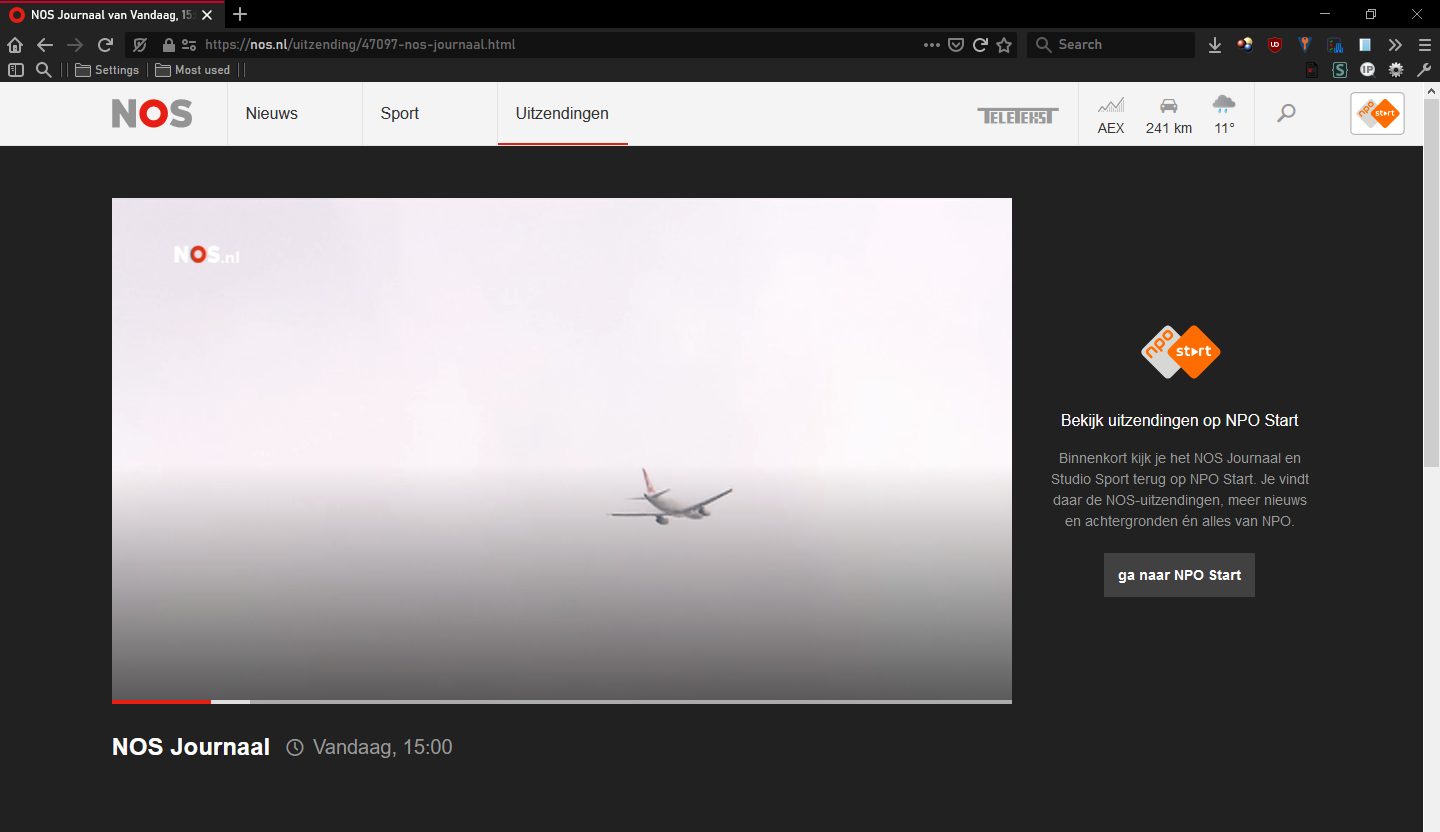 NOS Journaal van Vandaag, 15:
https://nos.nl/uitzending/47097-nos-journaal.html
Search
Settings
Most used
NOS
Nieuws
Sport
Uitzendingen
TELETEKST
AEX
241 km
11°
npo start
NOS.nl
npo start
Bekijk uitzendingen op NPO Start
Binnenkort kijk je het NOS Journaal en
Studio Sport terug op NPO Start. Je vindt
daar de NOS-uitzendingen, meer nieuws
en achtergronden én alles van NPO.
ga naar NPO Start
NOS Journaal
Vandaag, 15:00